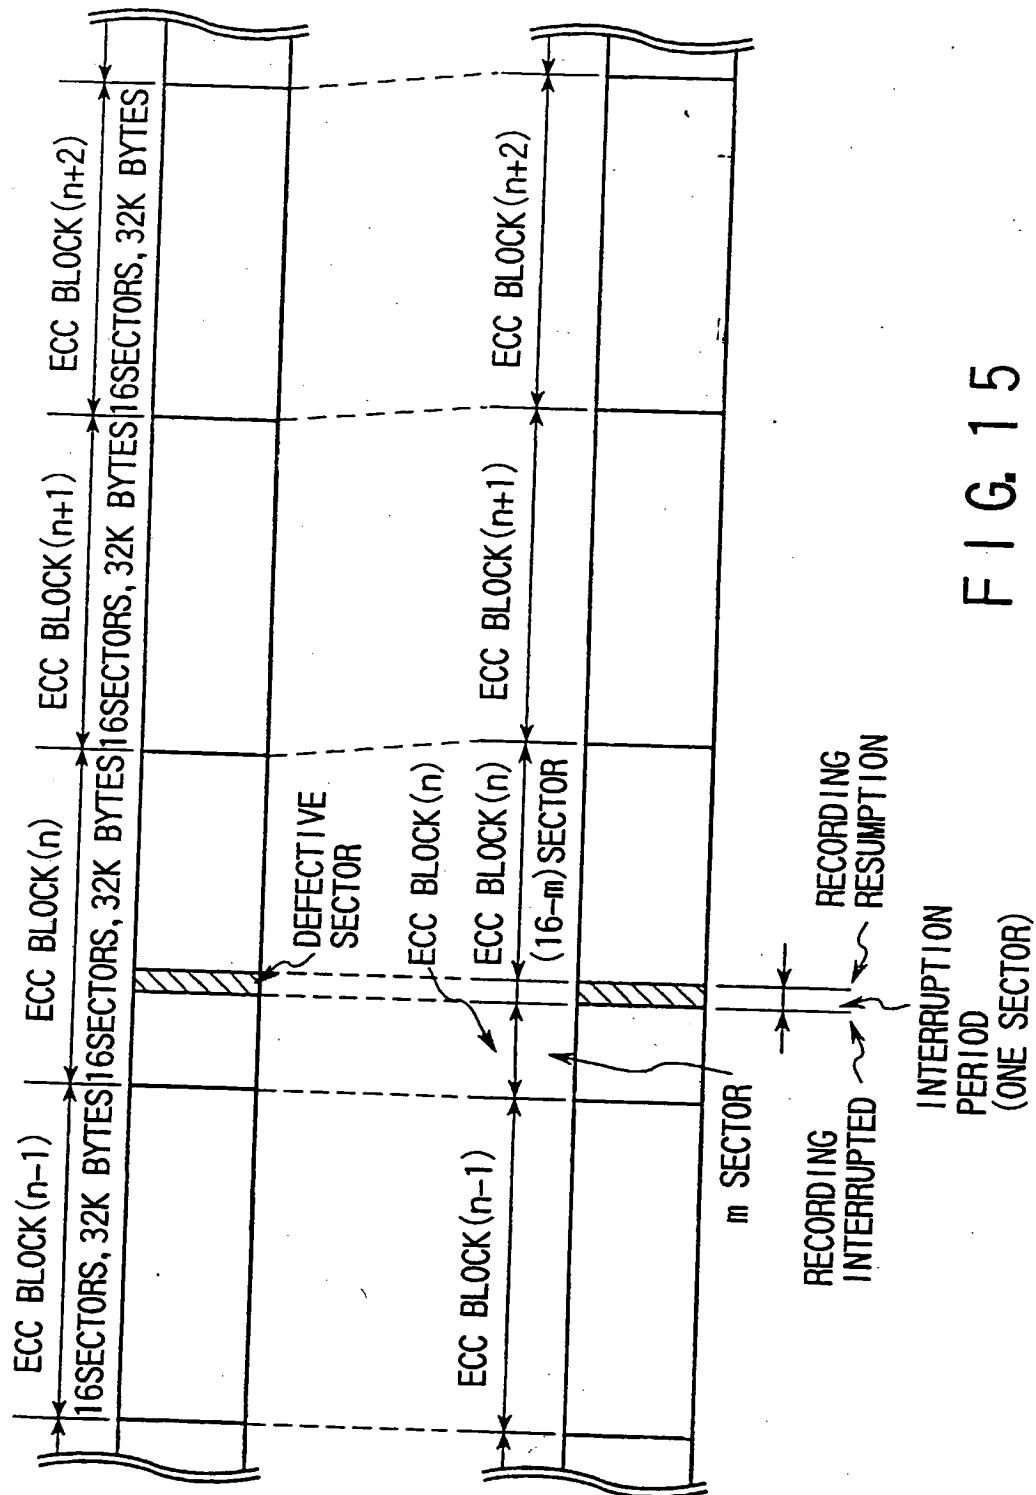 ECC BLOCK(n-1)
ECC BLOCK(n)
ECC BLOCK(n+1)
ECC BLOCK(n+2)
16SECTORS, 32K BYTES
16SECTORS, 32K BYTES
16SECTORS, 32K BYTES
16SECTORS, 32K BYTES
DEFECTIVE
SECTOR
ECC BLOCK(n)
ECC BLOCK(n-1)
ECC BLOCK(n)
(16-m)SECTOR
ECC BLOCK(n+1)
ECC BLOCK(n+2)
m SECTOR
RECORDING
INTERRUPTED
RECORDING
RESUMPTION
INTERRUPTION
PERIOD
(ONE SECTOR)
FIG. 15